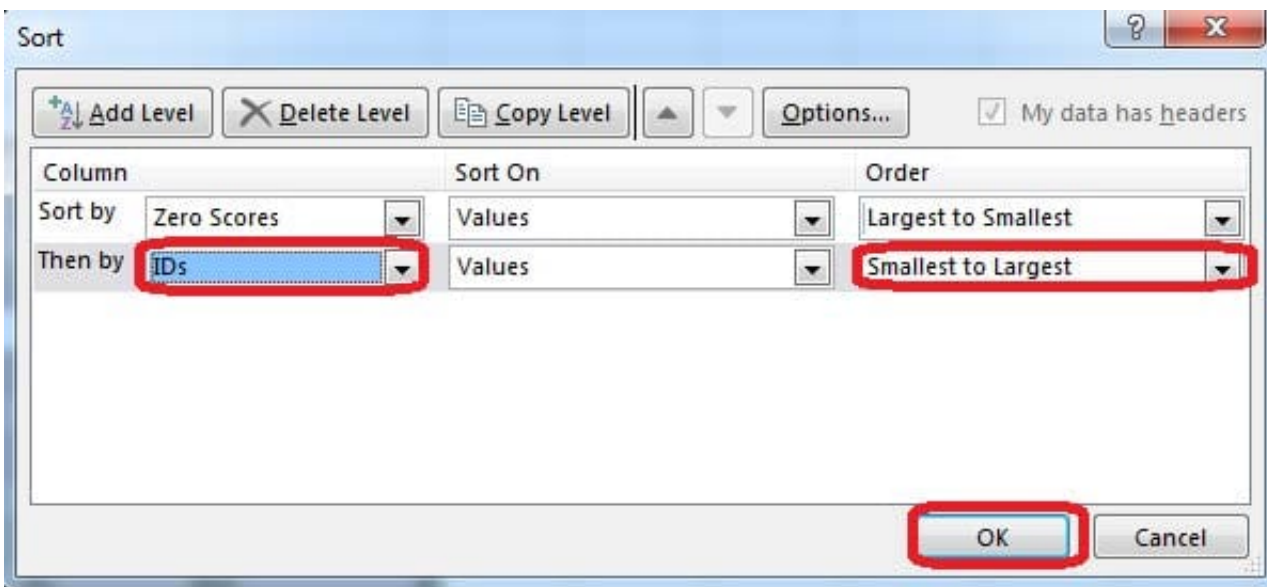 Sort
Add Level Delete Level Copy Level Options... My data has headers
Column Sort On Order
Sort by Zero Scores Values Largest to Smallest
Then by IDs Values Smallest to Largest
OK Cancel